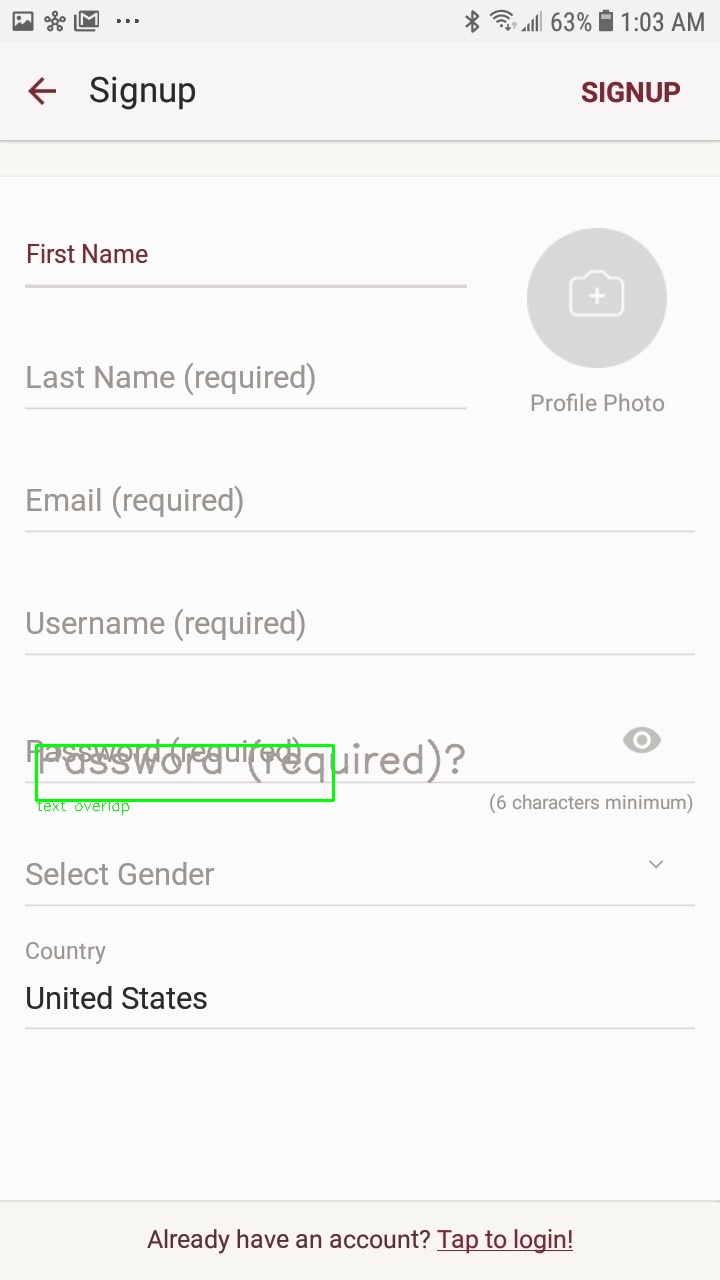 63% 1:03 AM
Signup SIGNUP
First Name
Last Name (required)
Profile Photo
Email (required)
Username (required)
Password (required)
Password (required)?
text overlap
(6 characters minimum)
Select Gender
Country
United States
Already have an account? Tap to login!